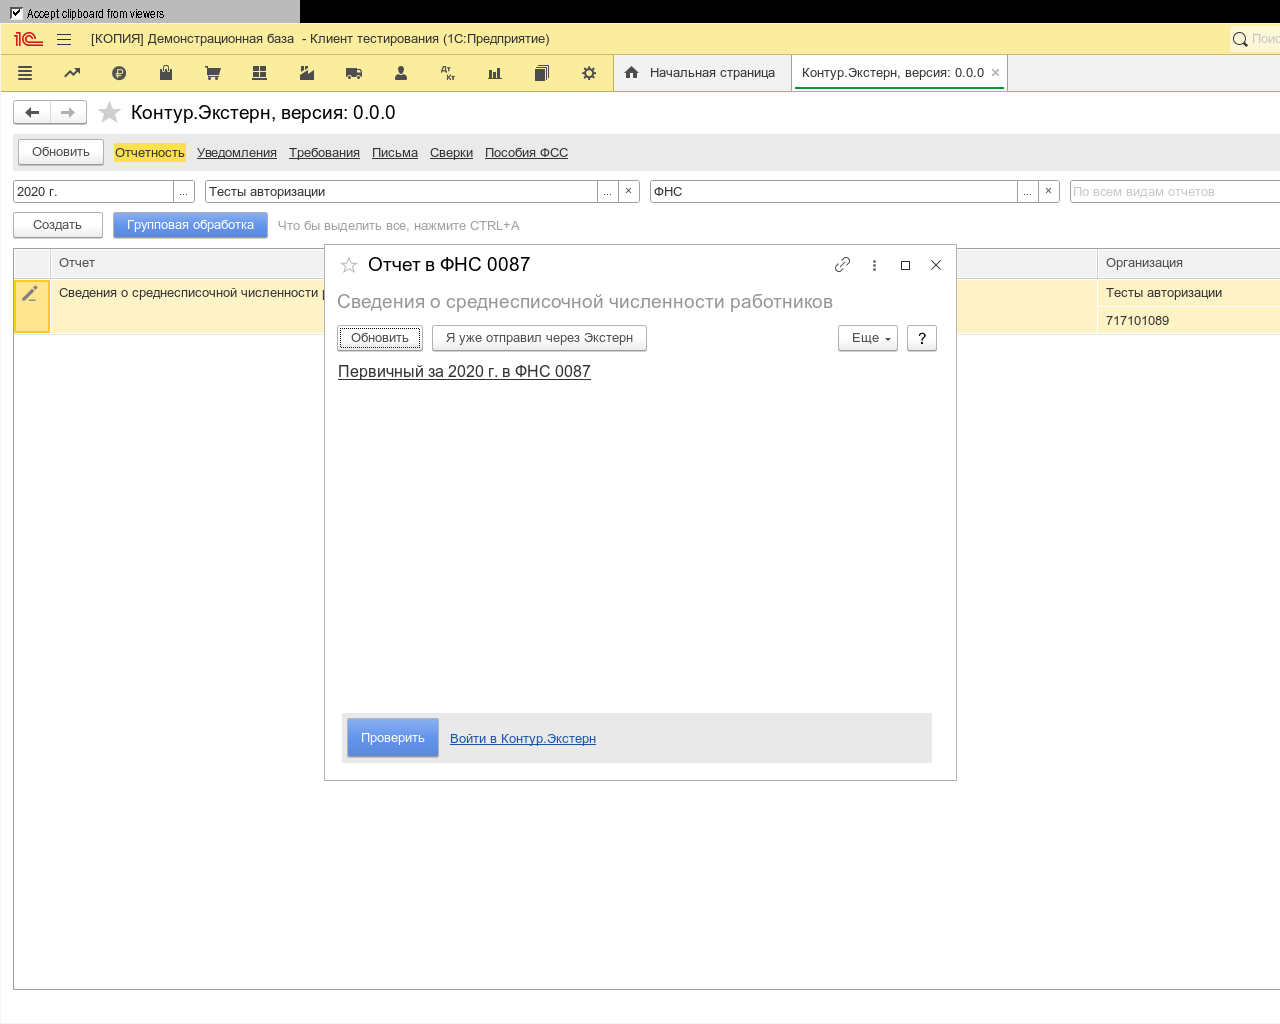 Accept clipboard from viewers
[КОПИЯ] Демонстрационная база - Клиент тестирования (1С:Предприятие)
Начальная страница
Контур.Экстерн, версия: 0.0.0
Контур.Экстерн, версия: 0.0.0
Обновить Отчетность Уведомления Требования Письма Сверки Пособия ФСС
2020 г. ... Тесты авторизации ... × ФНС ... × По всем видам отчетов
Создать Групповая обработка Что бы выделить все, нажмите CTRL+A
Отчет Организация
Сведения о среднесписочной численности Тесты авторизации
717101089
Отчет в ФНС 0087
Сведения о среднесписочной численности работников
Обновить Я уже отправил через Экстерн Еще ?
Первичный за 2020 г. в ФНС 0087
Проверить Войти в Контур.Экстерн